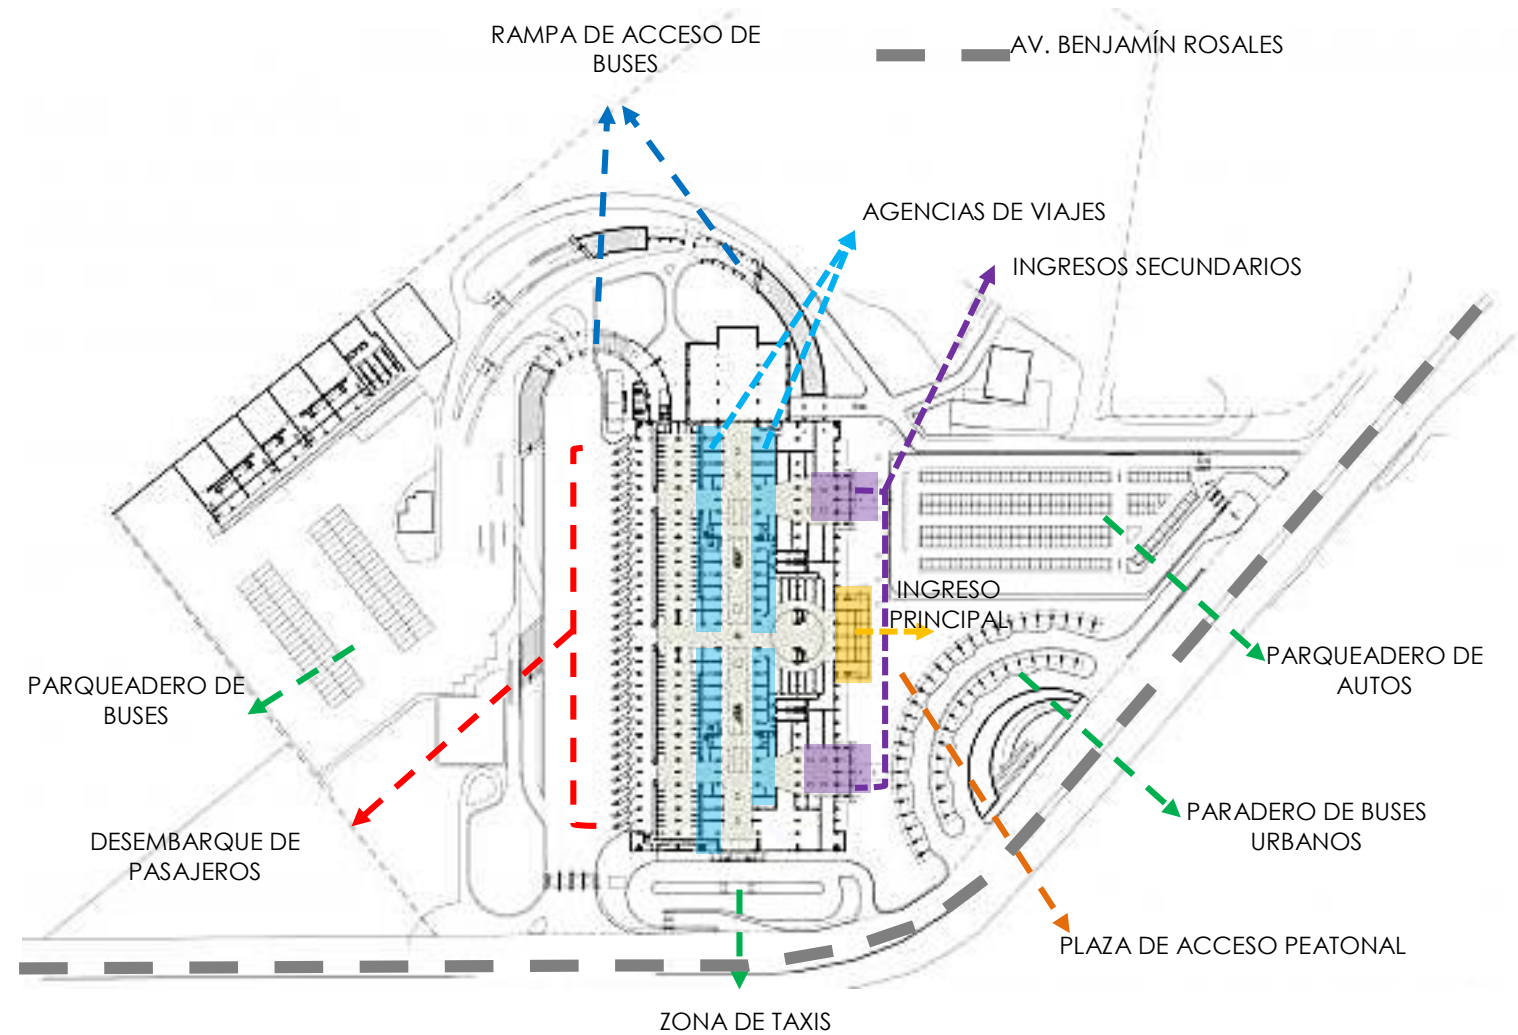 RAMPA DE ACCESO DE
BUSES
AV. BENJAMÍN ROSALES
AGENCIAS DE VIAJES
INGRESOS SECUNDARIOS
INGRESO
PRINCIPAL
PARQUEADERO DE
AUTOS
PARQUEADERO DE
BUSES
PARADERO DE BUSES
URBANOS
DESEMBARQUE DE
PASAJEROS
PLAZA DE ACCESO PEATONAL
ZONA DE TAXIS